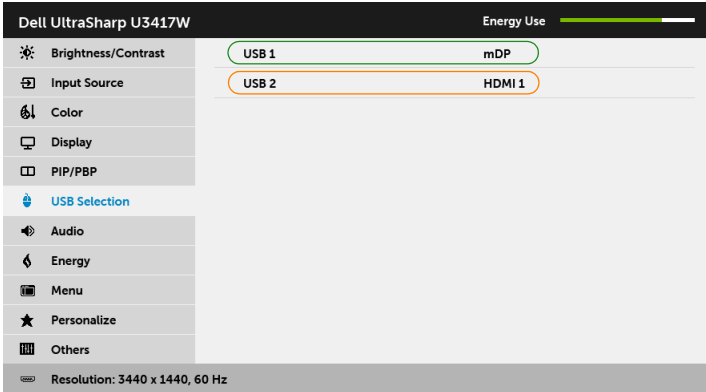 Dell UltraSharp U3417W
Energy Use
Brightness/Contrast
USB 1 mDP
Input Source
USB 2 HDMI 1
Color
Display
PIP/PBP
USB Selection
Audio
Energy
Menu
Personalize
Others
Resolution: 3440 x 1440, 60 Hz